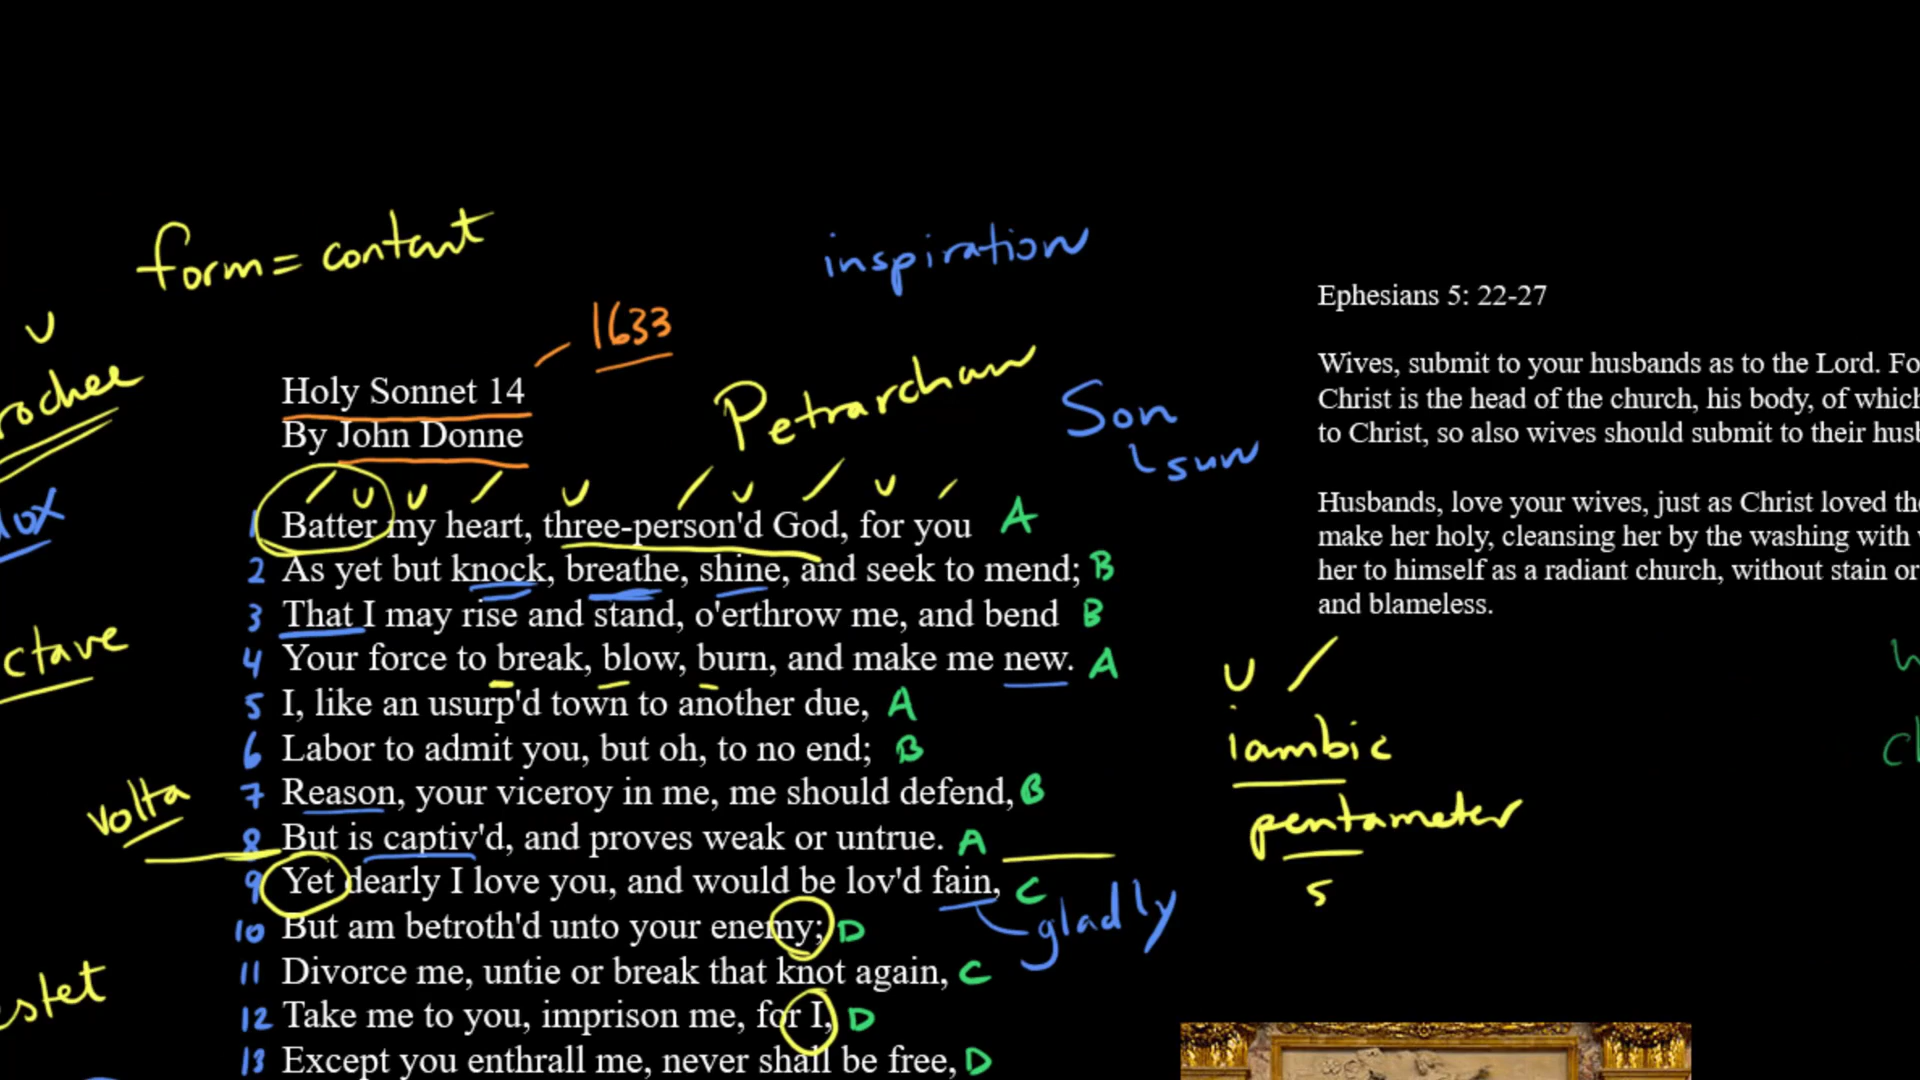 form = content
inspiration
1633
Holy Sonnet 14
By John Donne
Petrarchan
Son
sun
1 Batter my heart, three-person'd God, for you A
2 As yet but knock, breathe, shine, and seek to mend; B
3 That I may rise and stand, o'erthrow me, and bend B
4 Your force to break, blow, burn, and make me new. A
5 I, like an usurp'd town to another due, A
6 Labor to admit you, but oh, to no end; B
7 Reason, your viceroy in me, me should defend, B
8 But is captiv'd, and proves weak or untrue. A
9 Yet dearly I love you, and would be lov'd fain, C
10 But am betroth'd unto your enemy; D
11 Divorce me, untie or break that knot again, C
12 Take me to you, imprison me, for I, D
13 Except you enthrall me, never shall be free, D
rochee
ctave
volta
estet
gladly
Ephesians 5: 22-27
Wives, submit to your husbands as to the Lord. Fo
Christ is the head of the church, his body, of which
to Christ, so also wives should submit to their husb
Husbands, love your wives, just as Christ loved the
make her holy, cleansing her by the washing with
her to himself as a radiant church, without stain or
and blameless.
iambic
pentameter
5